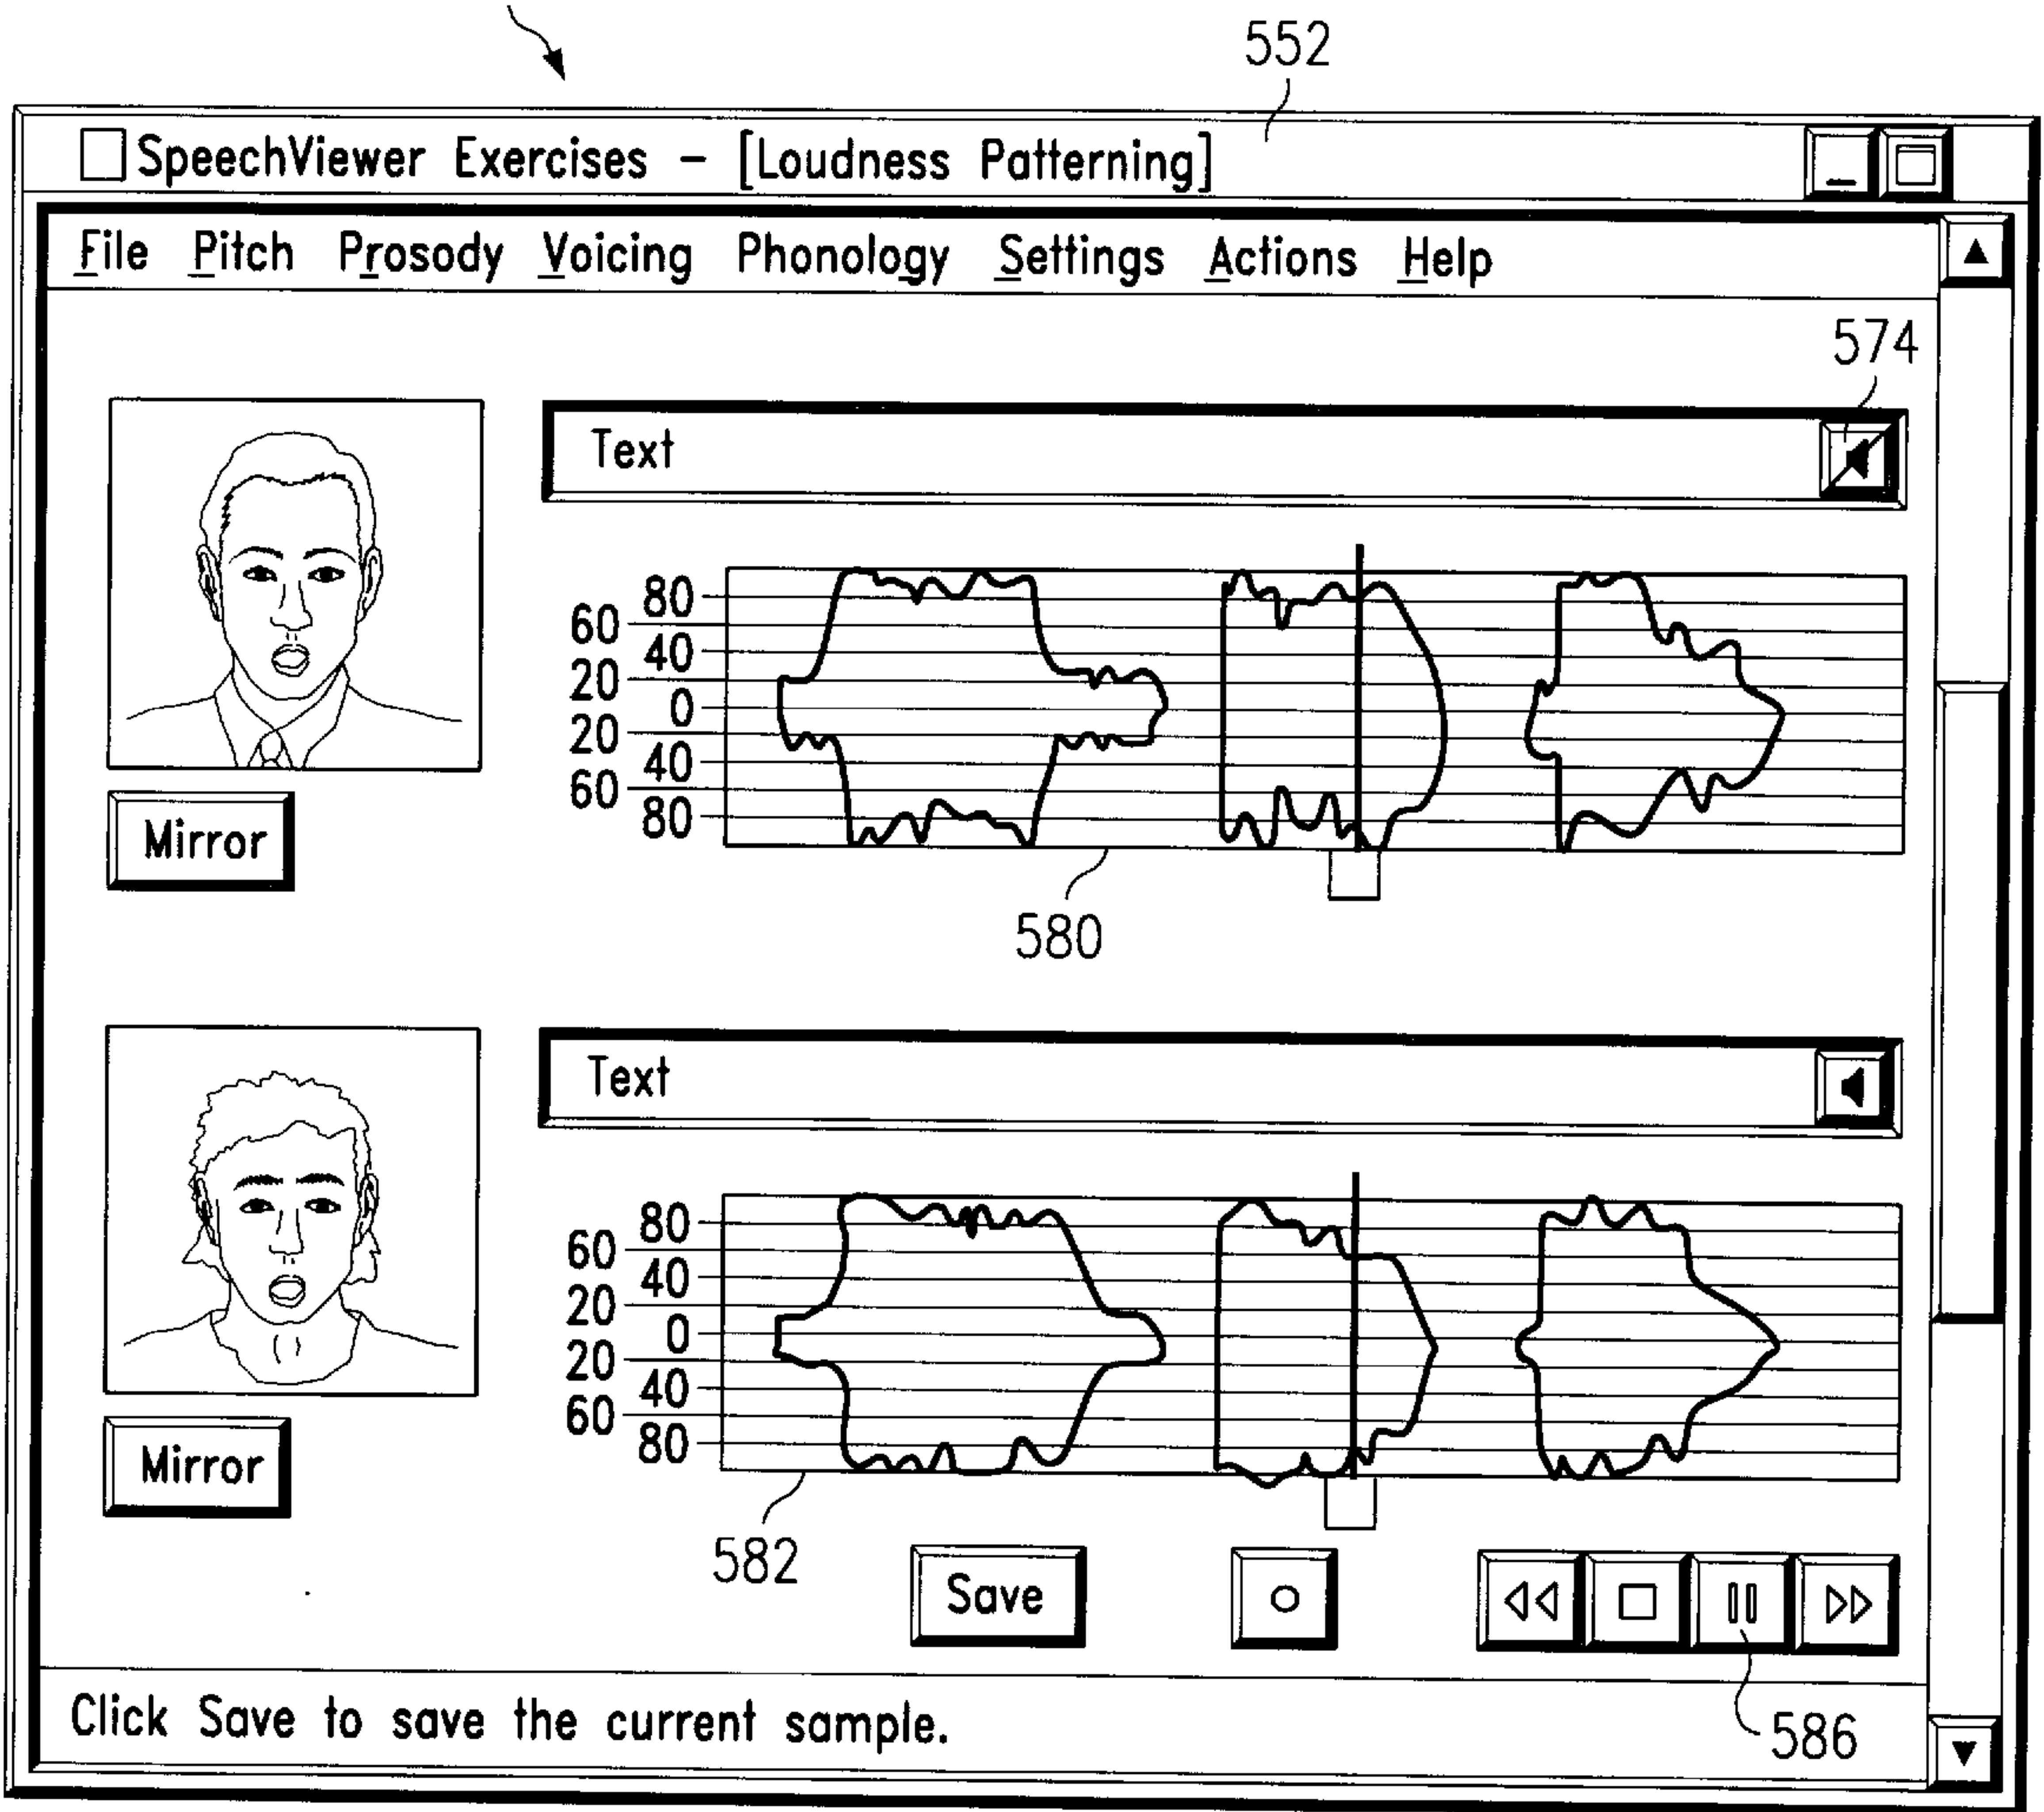 552
SpeechViewer Exercises - [Loudness Patterning]
File Pitch Prosody Voicing Phonology Settings Actions Help
574
Text
80
60
40
20
0
20
40
60
80
Mirror
580
Text
80
60
40
20
0
20
40
60
80
Mirror
582
Save
Click Save to save the current sample.
586